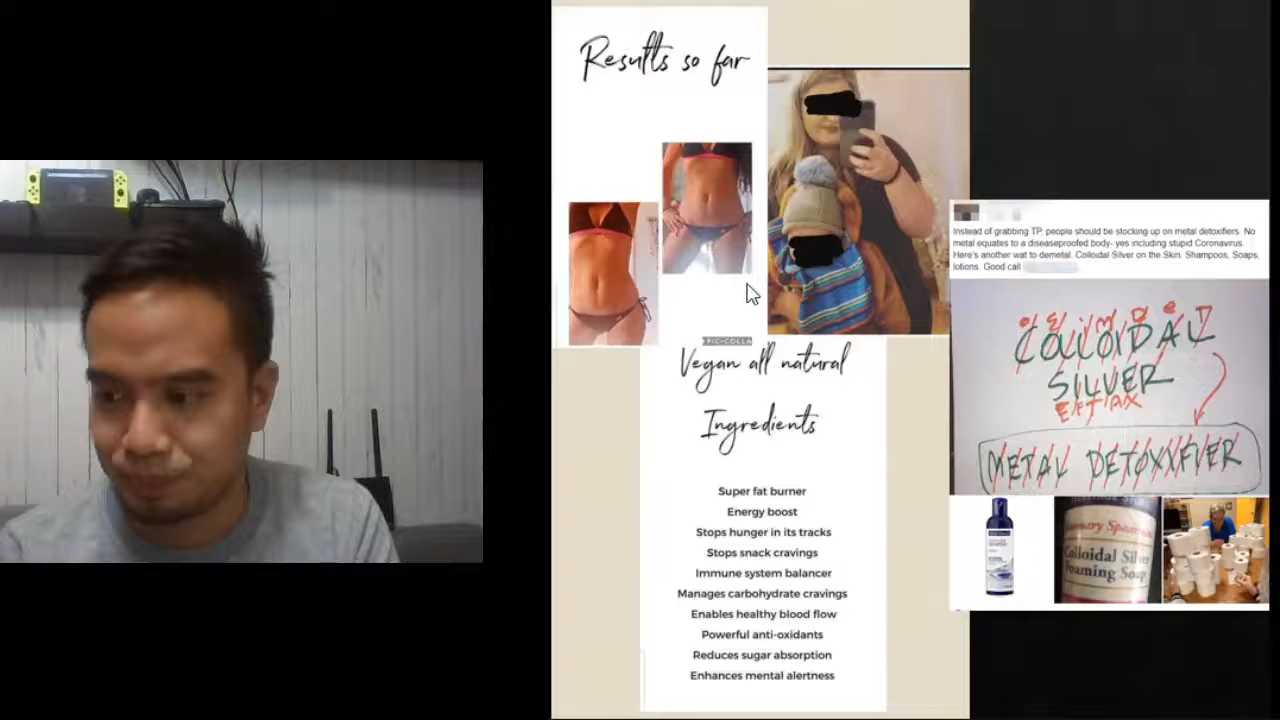 Results so far
PIC•COLLA
Vegan all natural
Ingredients
Super fat burner
Energy boost
Stops hunger in its tracks
Stops snack cravings
Immune system balancer
Manages carbohydrate cravings
Enables healthy blood flow
Powerful anti-oxidants
Reduces sugar absorption
Enhances mental alertness
Instead of grabbing TP, people should be stocking up on metal detoxifiers. No
metal equates to a diseaseproofed body- yes including stupid Coronavirus.
Here's another wat to demetal. Colloidal Silver on the Skin. Shampoos, Soaps,
lotions. Good call
COLLOIDAL
SILVER
METAL DETOXXFIER
Rosemary
Colloidal Silver
Foaming Soap